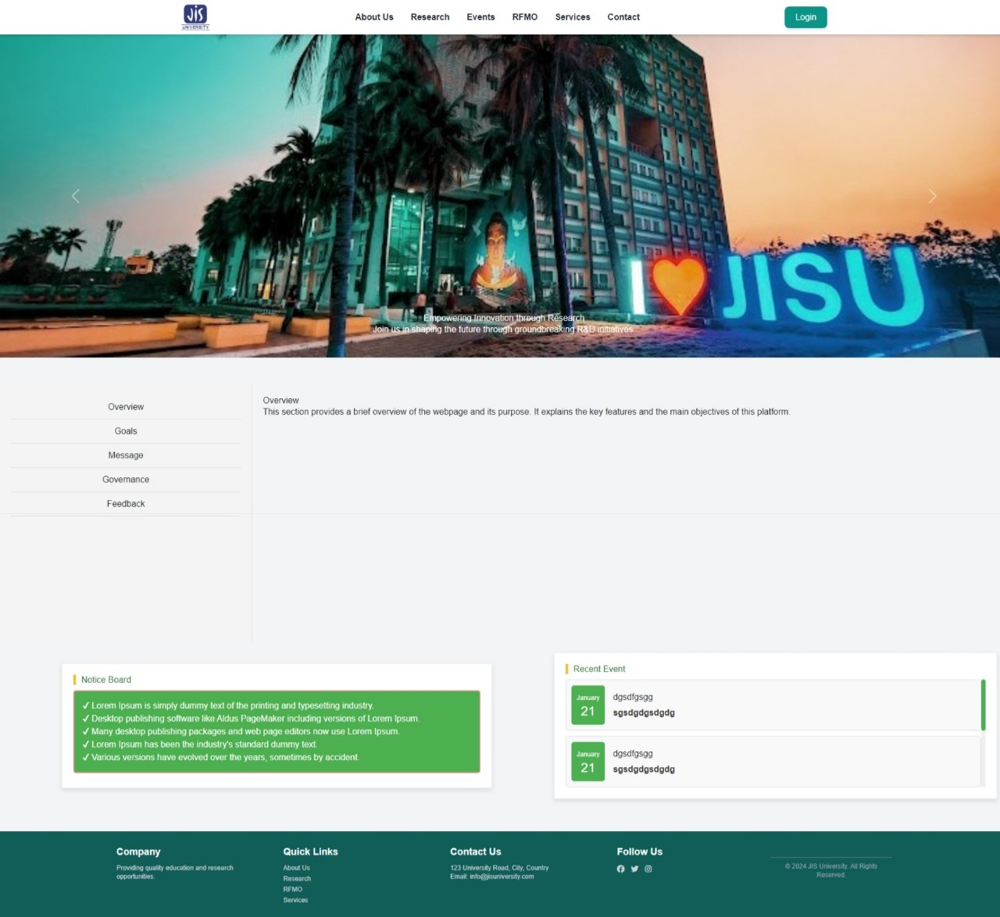 JIS
UNIVERSITY
About Us Research Events RFMO Services Contact
Login
I JISU
Empowering Innovation through Research
Join us in shaping the future through groundbreaking R&D initiatives.
Overview
Goals
Message
Governance
Feedback
Overview
This section provides a brief overview of the webpage and its purpose. It explains the key features and the main objectives of this platform.
Notice Board
✓ Lorem Ipsum is simply dummy text of the printing and typesetting industry.
✓ Desktop publishing software like Aldus PageMaker including versions of Lorem Ipsum.
✓ Many desktop publishing packages and web page editors now use Lorem Ipsum.
✓ Lorem Ipsum has been the industry's standard dummy text.
✓ Various versions have evolved over the years, sometimes by accident.
Recent Event
January
21
dgsdfgsgg
sgsdgdgsdgdg
January
21
dgsdfgsgg
sgsdgdgsdgdg
Company
Providing quality education and research
opportunities.
Quick Links
About Us
Research
RFMO
Services
Contact Us
123 University Road, City, Country
Email: info@jisuniversity.com
Follow Us
© 2024 JIS University. All Rights
Reserved.